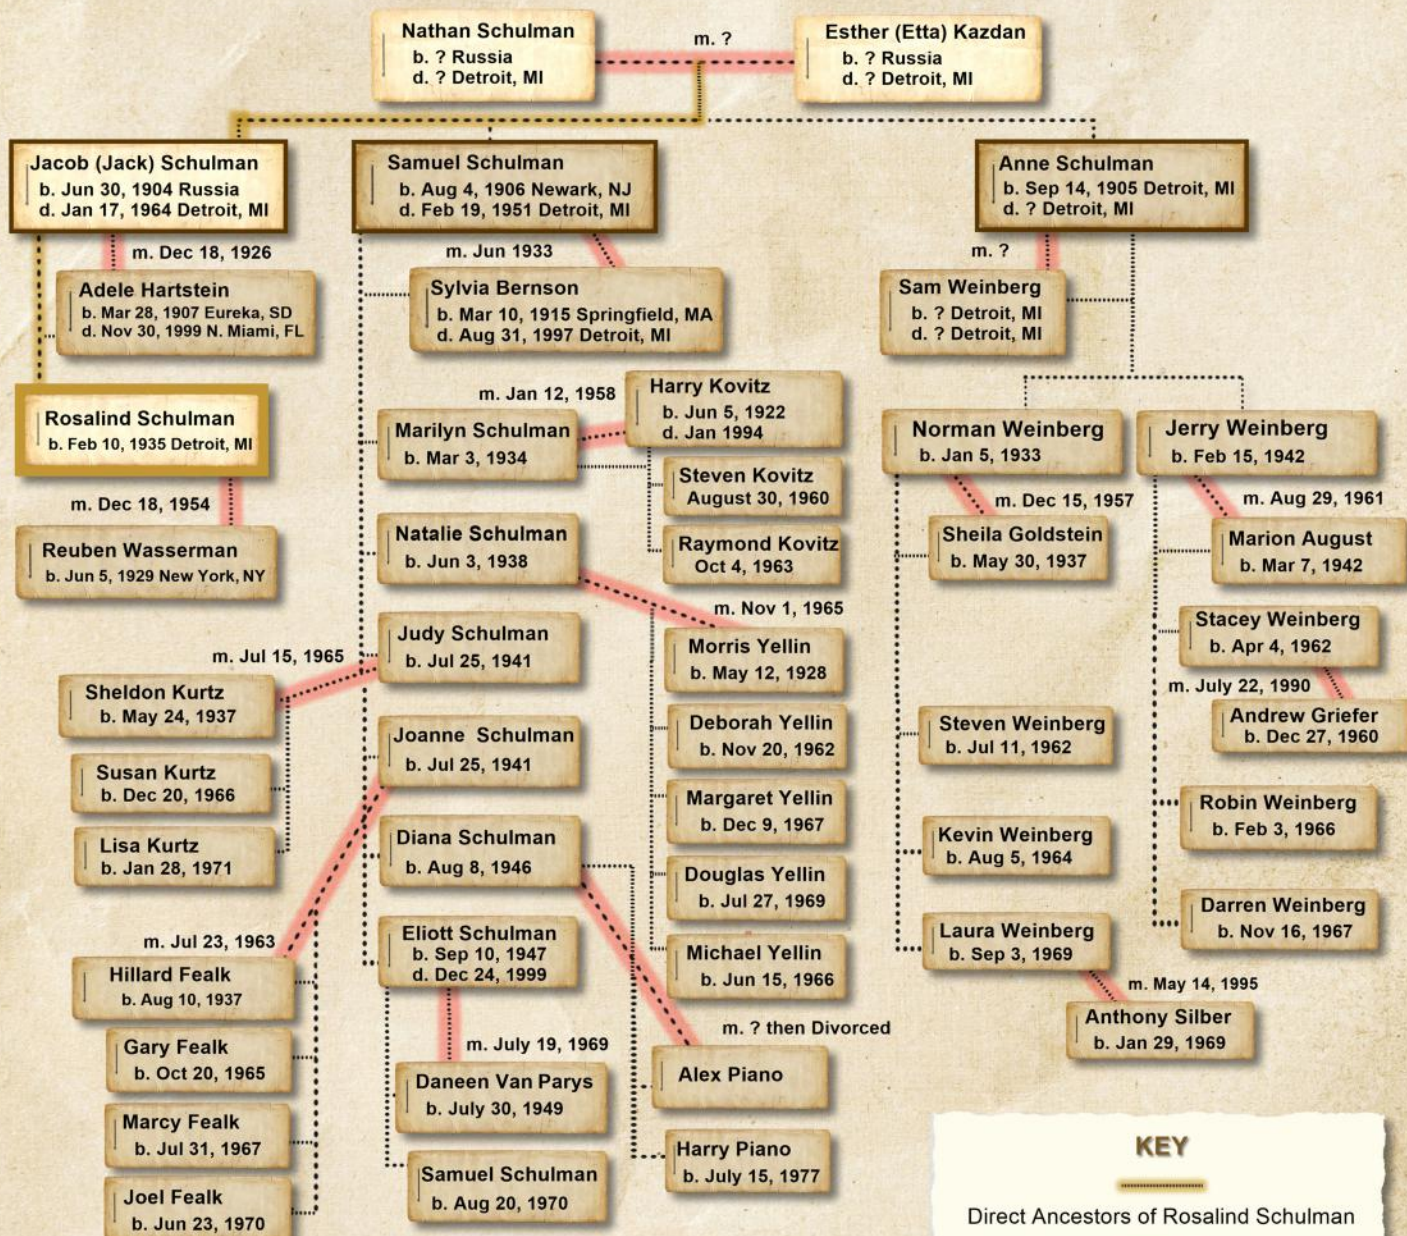 Nathan Schulman
b. ? Russia
d. ? Detroit, MI
m. ?
Esther (Etta) Kazdan
b. ? Russia
d. ? Detroit, MI
Jacob (Jack) Schulman
b. Jun 30, 1904 Russia
d. Jan 17, 1964 Detroit, MI
m. Dec 18, 1926
Adele Hartstein
b. Mar 28, 1907 Eureka, SD
d. Nov 30, 1999 N. Miami, FL
Rosalind Schulman
b. Feb 10, 1935 Detroit, MI
m. Dec 18, 1954
Reuben Wasserman
b. Jun 5, 1929 New York, NY
Samuel Schulman
b. Aug 4, 1906 Newark, NJ
d. Feb 19, 1951 Detroit, MI
m. Jun 1933
Sylvia Bernson
b. Mar 10, 1915 Springfield, MA
d. Aug 31, 1997 Detroit, MI
Marilyn Schulman
b. Mar 3, 1934
m. Jan 12, 1958
Harry Kovitz
b. Jun 5, 1922
d. Jan 1994
Steven Kovitz
August 30, 1960
Raymond Kovitz
Oct 4, 1963
Natalie Schulman
b. Jun 3, 1938
m. Nov 1, 1965
Morris Yellin
b. May 12, 1928
Deborah Yellin
b. Nov 20, 1962
Margaret Yellin
b. Dec 9, 1967
Douglas Yellin
b. Jul 27, 1969
Michael Yellin
b. Jun 15, 1966
Judy Schulman
b. Jul 25, 1941
m. Jul 15, 1965
Sheldon Kurtz
b. May 24, 1937
Susan Kurtz
b. Dec 20, 1966
Lisa Kurtz
b. Jan 28, 1971
Joanne Schulman
b. Jul 25, 1941
m. Jul 23, 1963
Hillard Fealk
b. Aug 10, 1937
Gary Fealk
b. Oct 20, 1965
Marcy Fealk
b. Jul 31, 1967
Joel Fealk
b. Jun 23, 1970
Diana Schulman
b. Aug 8, 1946
m. ? then Divorced
Alex Piano
Harry Piano
b. July 15, 1977
Eliott Schulman
b. Sep 10, 1947
d. Dec 24, 1999
m. July 19, 1969
Daneen Van Parys
b. July 30, 1949
Samuel Schulman
b. Aug 20, 1970
Anne Schulman
b. Sep 14, 1905 Detroit, MI
d. ? Detroit, MI
m. ?
Sam Weinberg
b. ? Detroit, MI
d. ? Detroit, MI
Norman Weinberg
b. Jan 5, 1933
m. Dec 15, 1957
Sheila Goldstein
b. May 30, 1937
Steven Weinberg
b. Jul 11, 1962
Kevin Weinberg
b. Aug 5, 1964
Laura Weinberg
b. Sep 3, 1969
m. May 14, 1995
Anthony Silber
b. Jan 29, 1969
Jerry Weinberg
b. Feb 15, 1942
m. Aug 29, 1961
Marion August
b. Mar 7, 1942
Stacey Weinberg
b. Apr 4, 1962
m. July 22, 1990
Andrew Griefer
b. Dec 27, 1960
Robin Weinberg
b. Feb 3, 1966
Darren Weinberg
b. Nov 16, 1967
KEY
Direct Ancestors of Rosalind Schulman